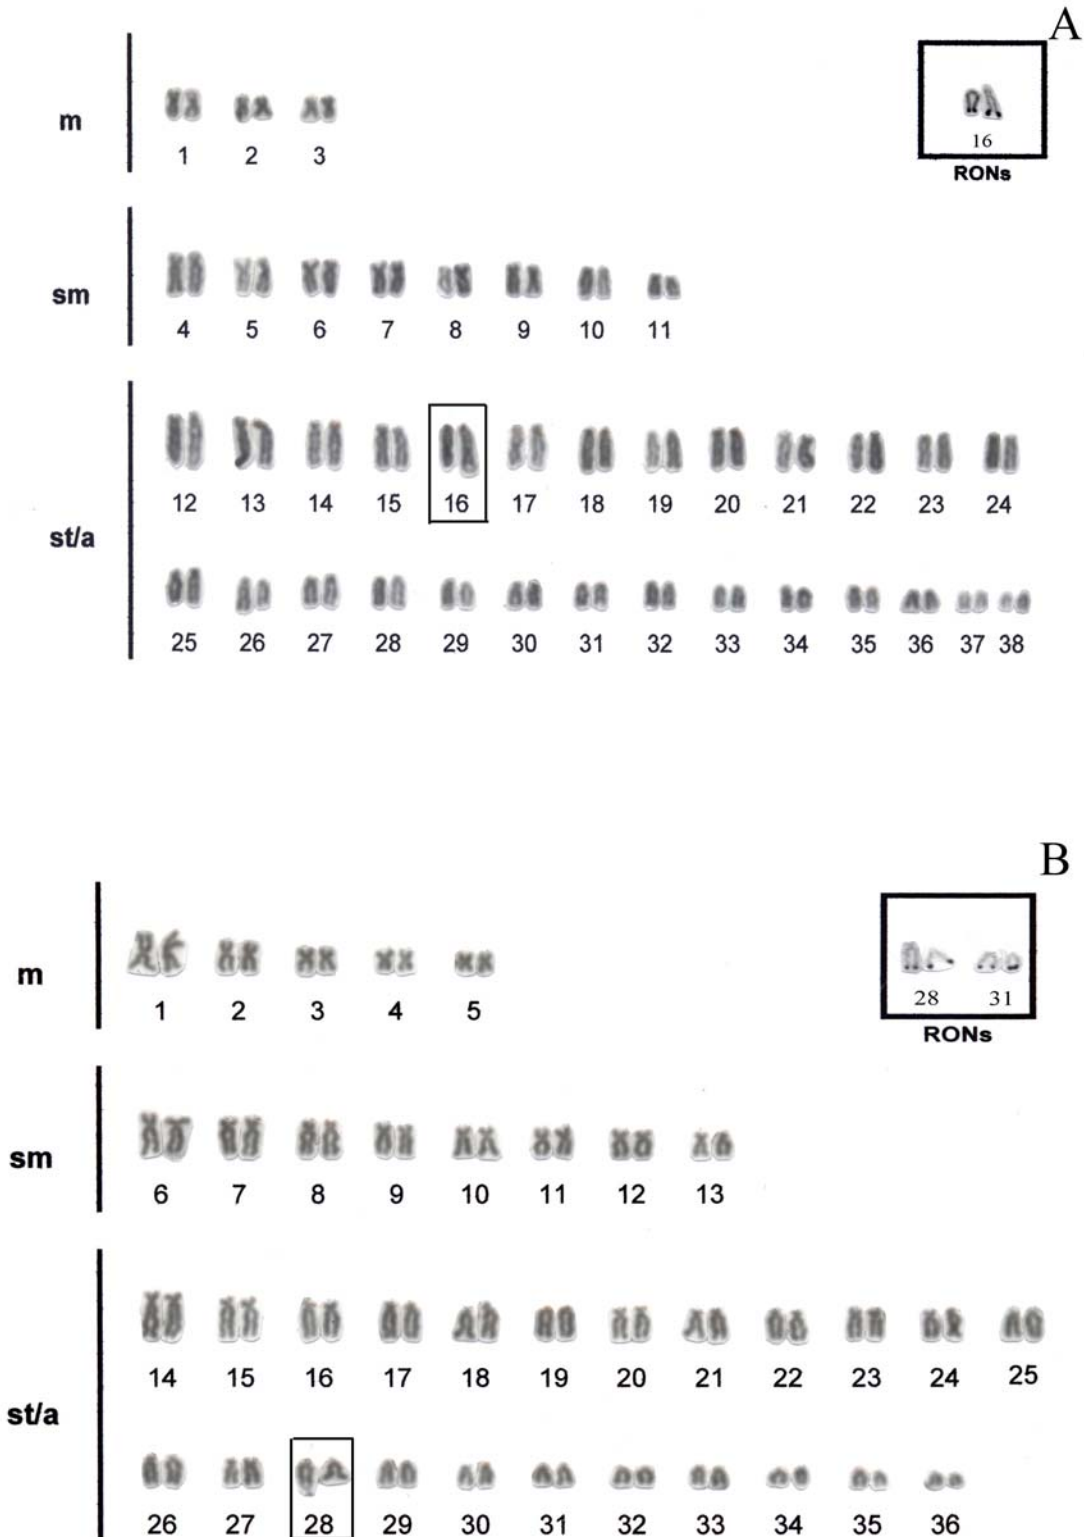 A
m
1 2 3
16
RONs
sm
4 5 6 7 8 9 10 11
st/a
12 13 14 15 16 17 18 19 20 21 22 23 24
25 26 27 28 29 30 31 32 33 34 35 36 37 38
B
m
1 2 3 4 5
28 31
RONs
sm
6 7 8 9 10 11 12 13
st/a
14 15 16 17 18 19 20 21 22 23 24 25
26 27 28 29 30 31 32 33 34 35 36